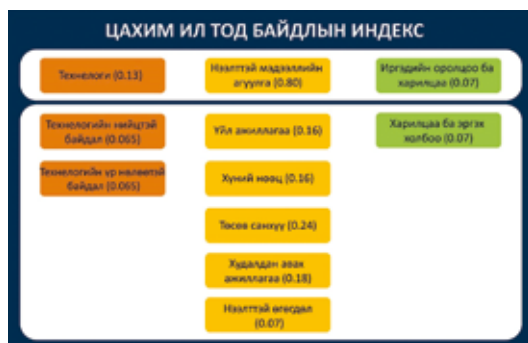 ЦАХИМ ИЛ ТОД БАЙДЛЫН ИНДЕКС
Технологи (0.13)
Нээлттэй мэдээллийн
агуулга (0.80)
Иргэдийн оролцоо ба
харилцаа (0.07)
Технологийн нийцтэй
байдал (0.065)
Үйл ажиллагаа (0.16)
Харилцаа ба эргэх
холбоо (0.07)
Технологийн үр нөлөөтэй
байдал (0.065)
Хүний нөөц (0.16)
Төсөв санхүү (0.24)
Худалдан авах
ажиллагаа (0.18)
Нээлттэй өгөгдөл
(0.07)